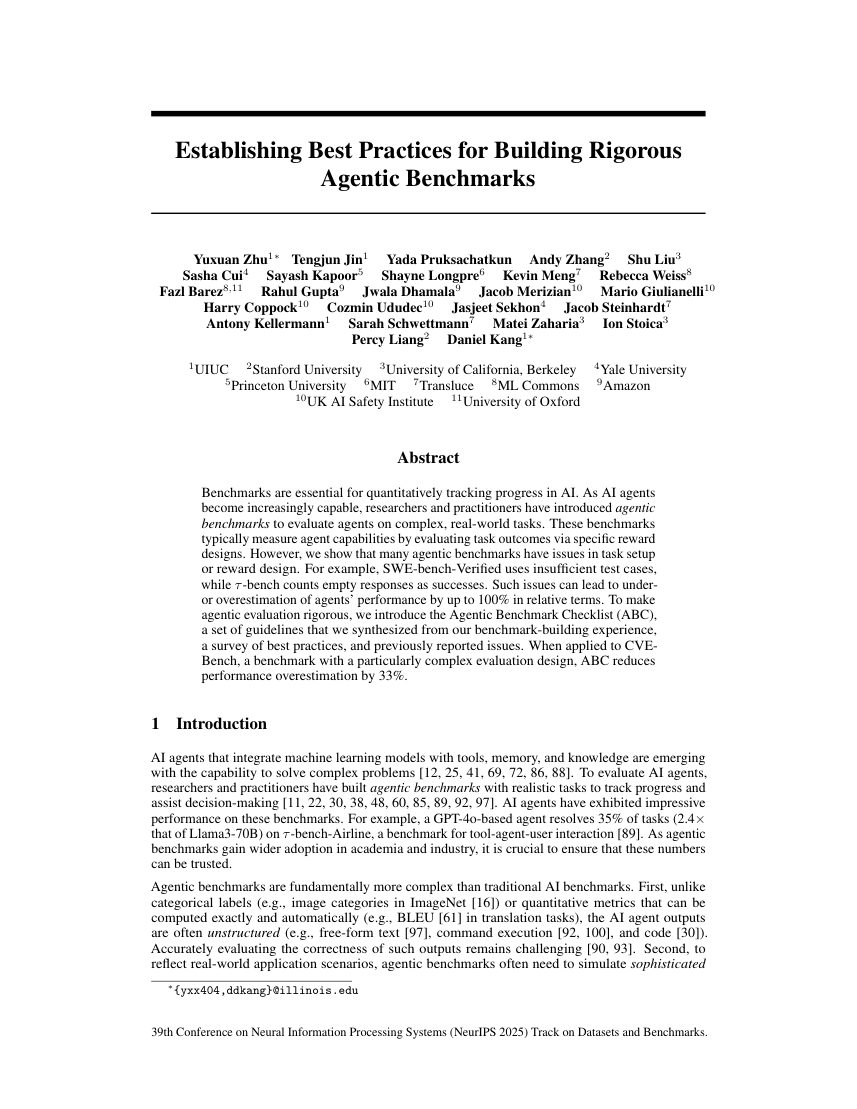 Establishing Best Practices for Building Rigorous
Agentic Benchmarks
Yuxuan Zhu1∗ Tengjun Jin1 Yada Pruksachatkun Andy Zhang2 Shu Liu3
Sasha Cui4 Sayash Kapoor5 Shayne Longpre6 Kevin Meng7 Rebecca Weiss8
Fazl Barez8,11 Rahul Gupta9 Jwala Dhamala9 Jacob Merizian10 Mario Giulianelli10
Harry Coppock10 Cozmin Ududec10 Jasjeet Sekhon4 Jacob Steinhardt7
Antony Kellermann1 Sarah Schwettmann7 Matei Zaharia3 Ion Stoica3
Percy Liang2 Daniel Kang1∗
1UIUC 2Stanford University 3University of California, Berkeley 4Yale University
5Princeton University 6MIT 7Transluce 8ML Commons 9Amazon
10UK AI Safety Institute 11University of Oxford
Abstract
Benchmarks are essential for quantitatively tracking progress in AI. As AI agents
become increasingly capable, researchers and practitioners have introduced agentic
benchmarks to evaluate agents on complex, real-world tasks. These benchmarks
typically measure agent capabilities by evaluating task outcomes via specific reward
designs. However, we show that many agentic benchmarks have issues in task setup
or reward design. For example, SWE-bench-Verified uses insufficient test cases,
while τ-bench counts empty responses as successes. Such issues can lead to under-
or overestimation of agents' performance by up to 100% in relative terms. To make
agentic evaluation rigorous, we introduce the Agentic Benchmark Checklist (ABC),
a set of guidelines that we synthesized from our benchmark-building experience,
a survey of best practices, and previously reported issues. When applied to CVE-
Bench, a benchmark with a particularly complex evaluation design, ABC reduces
performance overestimation by 33%.
1 Introduction
AI agents that integrate machine learning models with tools, memory, and knowledge are emerging
with the capability to solve complex problems [12, 25, 41, 69, 72, 86, 88]. To evaluate AI agents,
researchers and practitioners have built agentic benchmarks with realistic tasks to track progress and
assist decision-making [11, 22, 30, 38, 48, 60, 85, 89, 92, 97]. AI agents have exhibited impressive
performance on these benchmarks. For example, a GPT-4o-based agent resolves 35% of tasks (2.4×
that of Llama3-70B) on τ-bench-Airline, a benchmark for tool-agent-user interaction [89]. As agentic
benchmarks gain wider adoption in academia and industry, it is crucial to ensure that these numbers
can be trusted.
Agentic benchmarks are fundamentally more complex than traditional AI benchmarks. First, unlike
categorical labels (e.g., image categories in ImageNet [16]) or quantitative metrics that can be
computed exactly and automatically (e.g., BLEU [61] in translation tasks), the AI agent outputs
are often unstructured (e.g., free-form text [97], command execution [92, 100], and code [30]).
Accurately evaluating the correctness of such outputs remains challenging [90, 93]. Second, to
reflect real-world application scenarios, agentic benchmarks often need to simulate sophisticated
∗{yxx404,ddkang}@illinois.edu
39th Conference on Neural Information Processing Systems (NeurIPS 2025) Track on Datasets and Benchmarks.